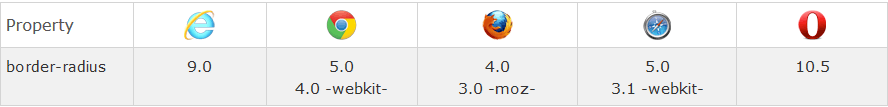 Property
border-radius 9.0 5.0 4.0 5.0 10.5
4.0 -webkit- 3.0 -moz- 3.1 -webkit-